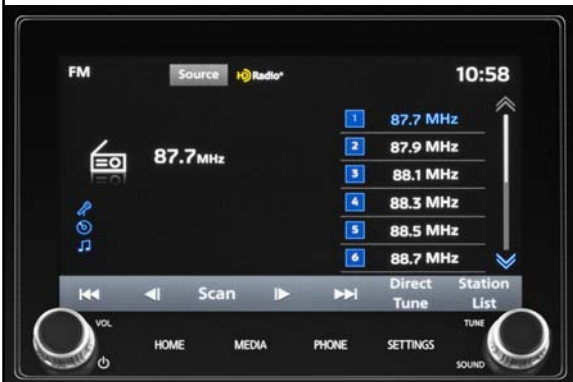 FM
Source
HD Radio®
10:58
87.7 MHz
1 87.7 MHz
2 87.9 MHz
3 88.1 MHz
4 88.3 MHz
5 88.5 MHz
6 88.7 MHz
Scan
Direct Tune
Station List
VOL
HOME
MEDIA
PHONE
SETTINGS
TUNE
SOUND